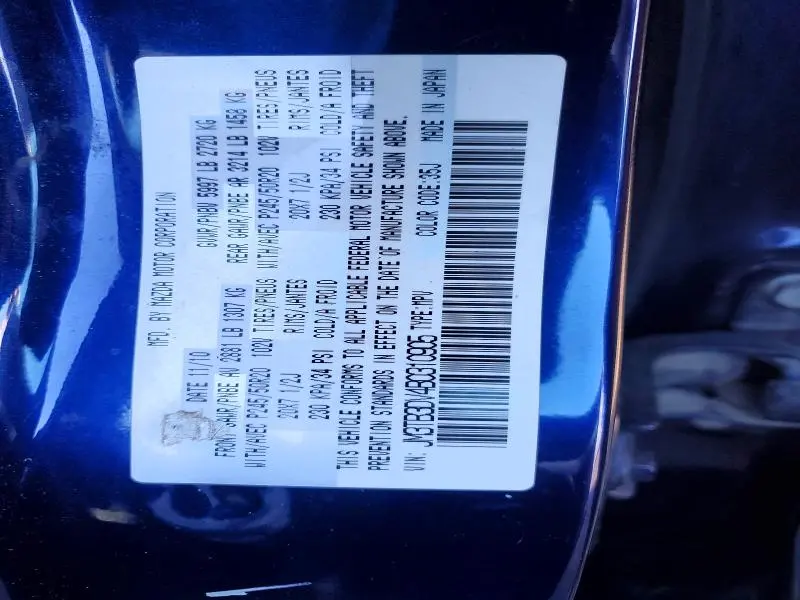 MFD. BY MAZDA MOTOR CORPORATION
DATE 11/10 GVWR/PNBV 5997 LB 2720 KG
FRONT GAWR/PNBE AV 2881 LB 1307 KG REAR GAWR/PNBE AR 3214 LB 1458 KG
WITH/AVEC P245/50R20 102V TIRES/PNEUS WITH/AVEC P245/50R20 102V TIRES/PNEUS
20X7 1/2J RIMS/JANTES 20X7 1/2J RIMS/JANTES
230 KPA/34 PSI COLD/A FROID 230 KPA/34 PSI COLD/A FROID
THIS VEHICLE CONFORMS TO ALL APPLICABLE FEDERAL MOTOR VEHICLE SAFETY AND THEFT
PREVENTION STANDARDS IN EFFECT ON THE DATE OF MANUFACTURE SHOWN ABOVE.
VIN: JM3TB3DV4B0310905 TYPE:MPV COLOR CODE:35J MADE IN JAPAN